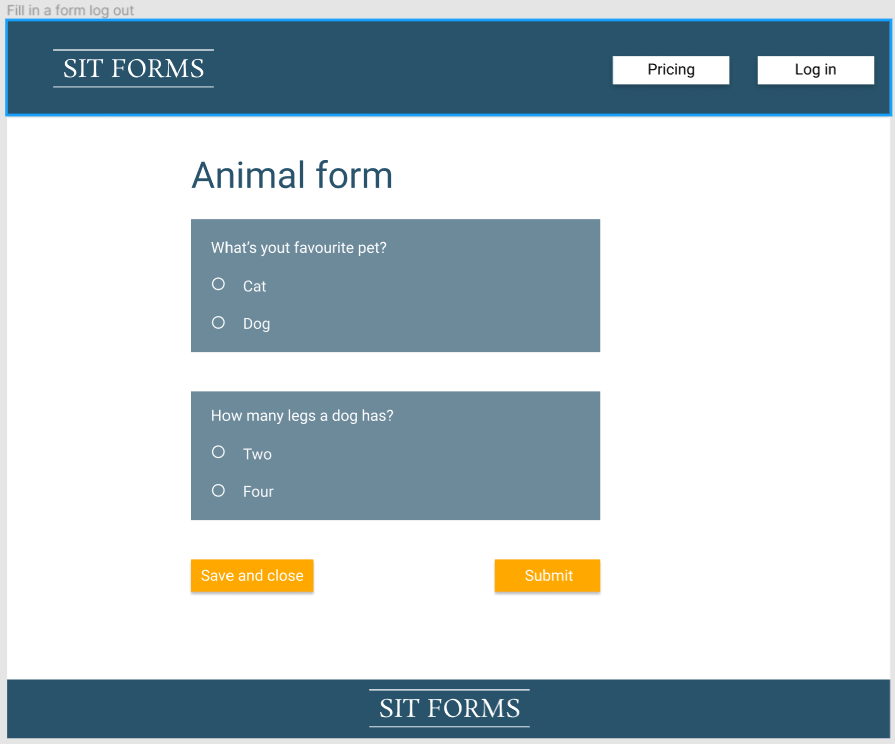 Fill in a form log out
SIT FORMS
Pricing
Log in
Animal form
What's yout favourite pet?
Cat
Dog
How many legs a dog has?
Two
Four
Save and close
Submit
SIT FORMS